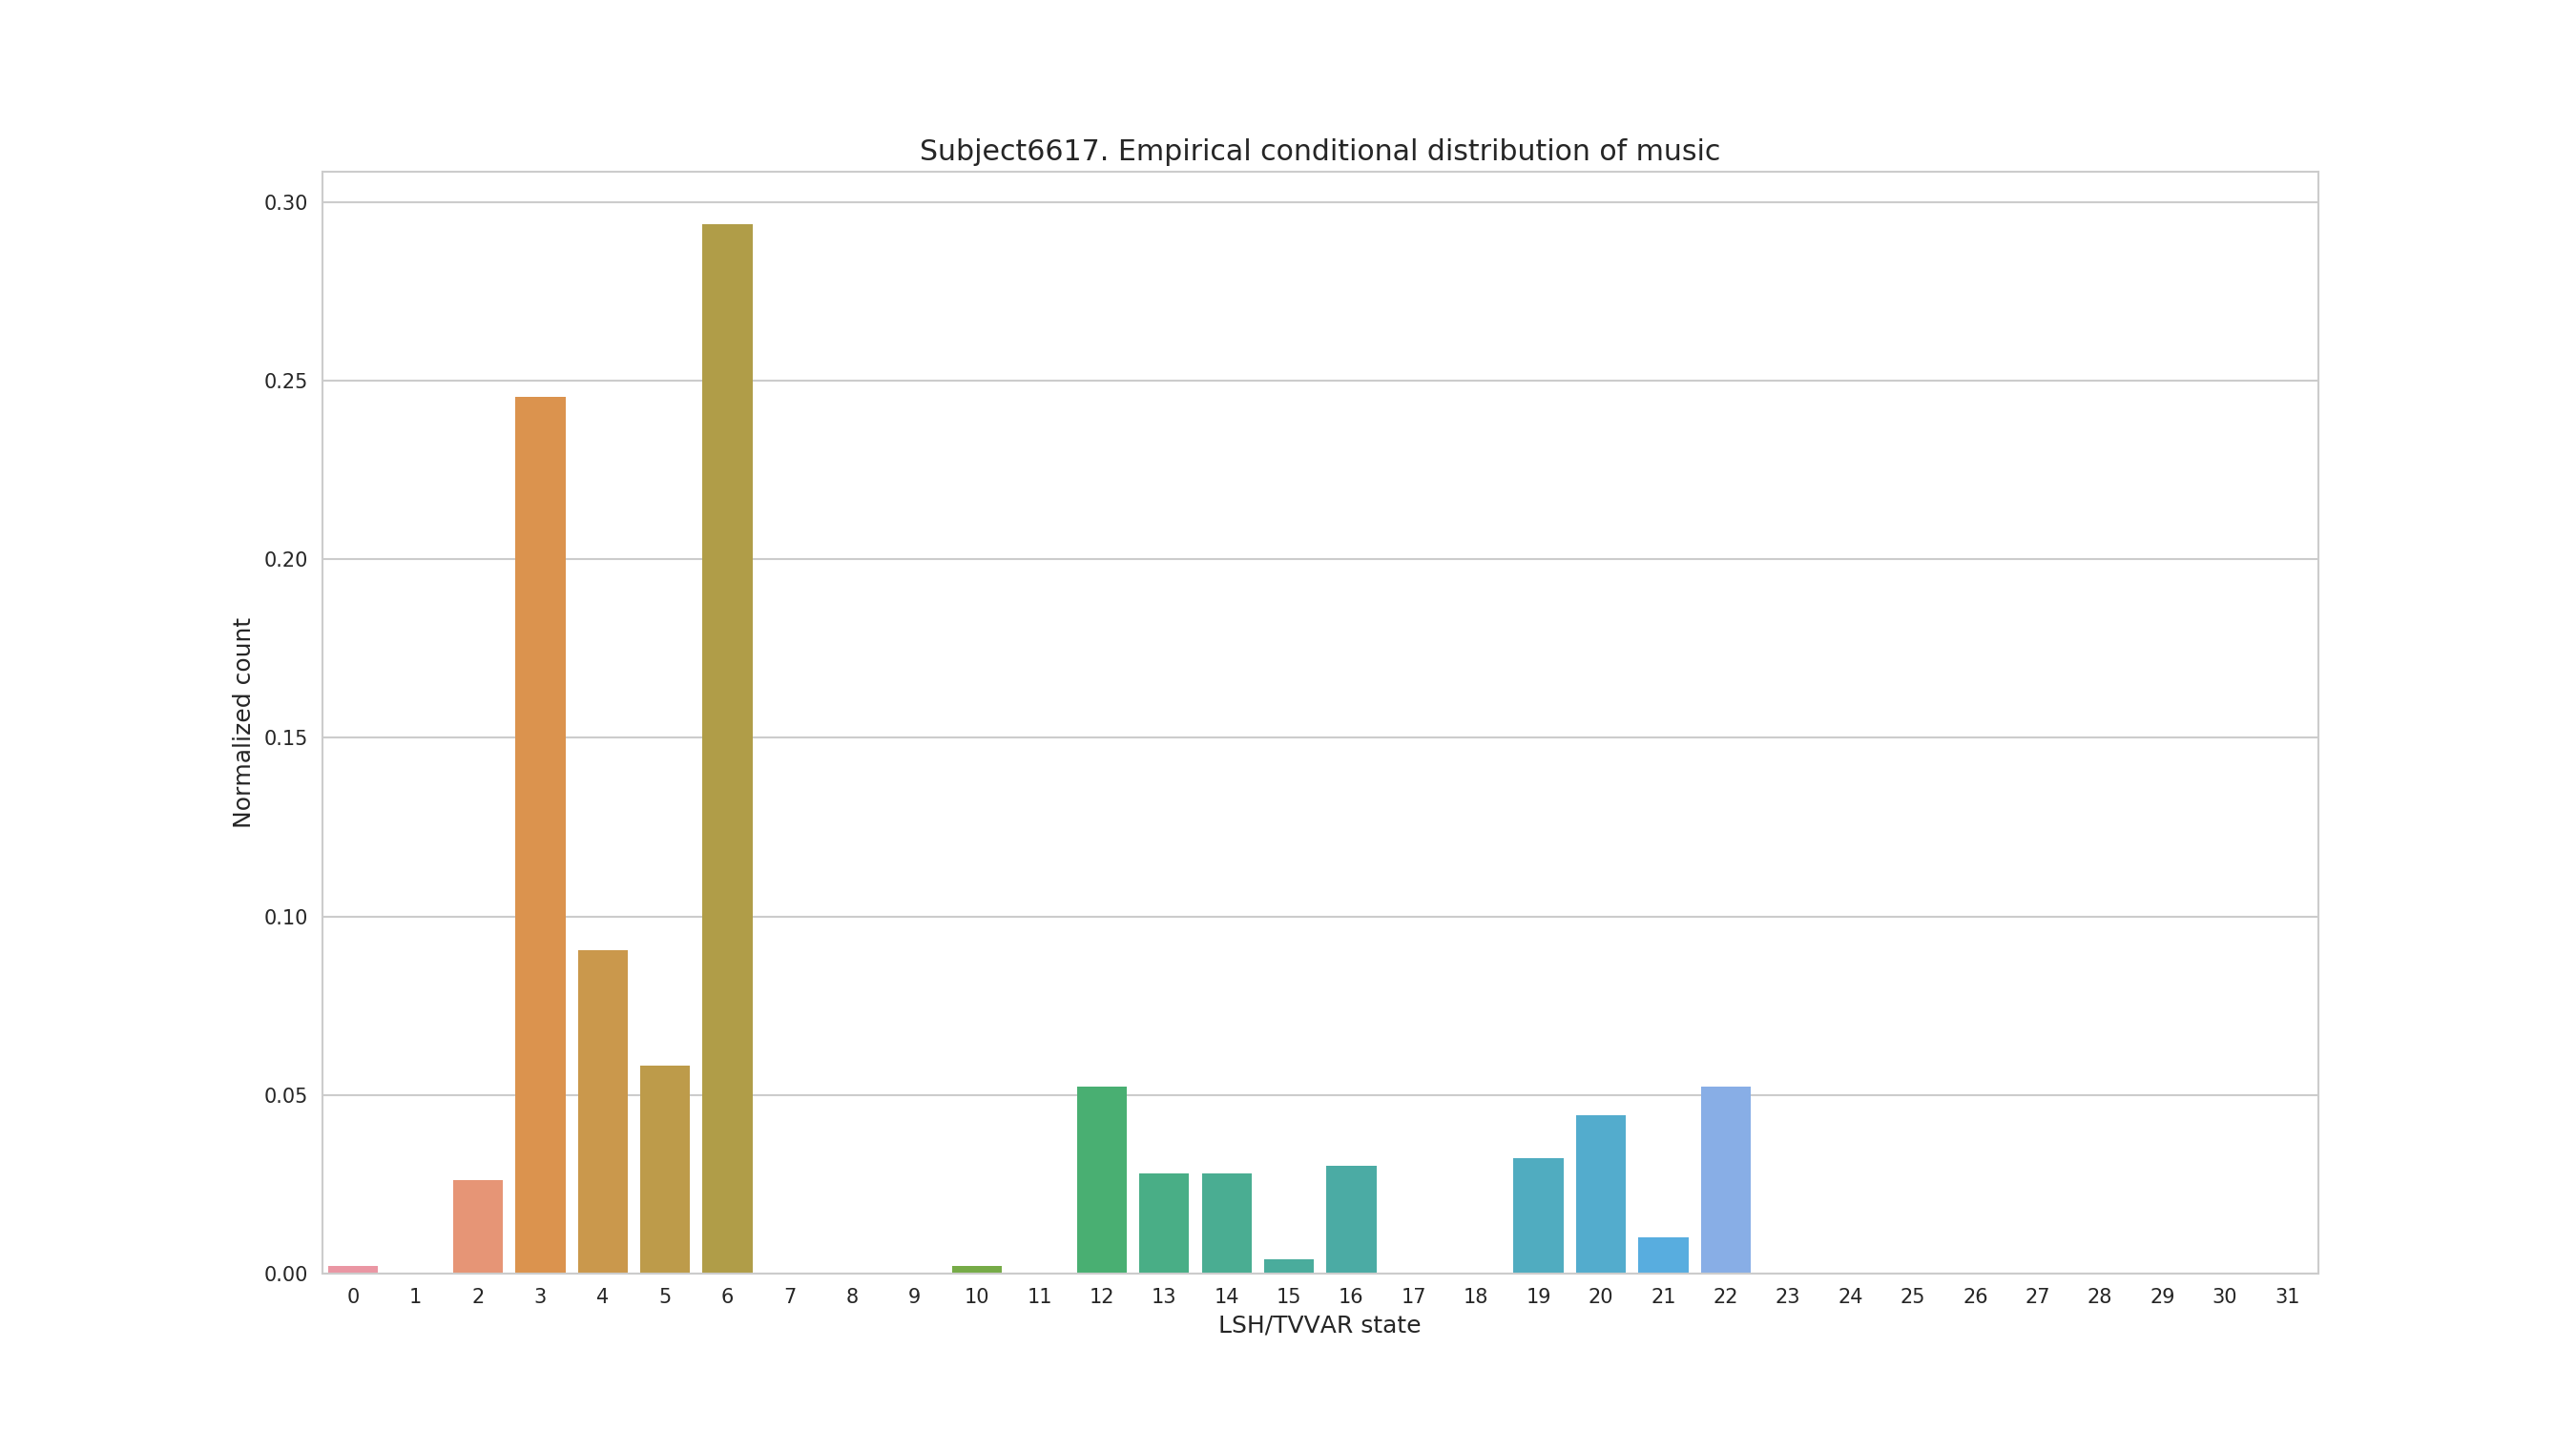 Subject6617. Empirical conditional distribution of music
0.30
0.25
0.20
0.15
0.10
0.05
0.00
Normalized count
0 1 2 3 4 5 6 7 8 9 10 11 12 13 14 15 16 17 18 19 20 21 22 23 24 25 26 27 28 29 30 31
LSH/TVVAR state